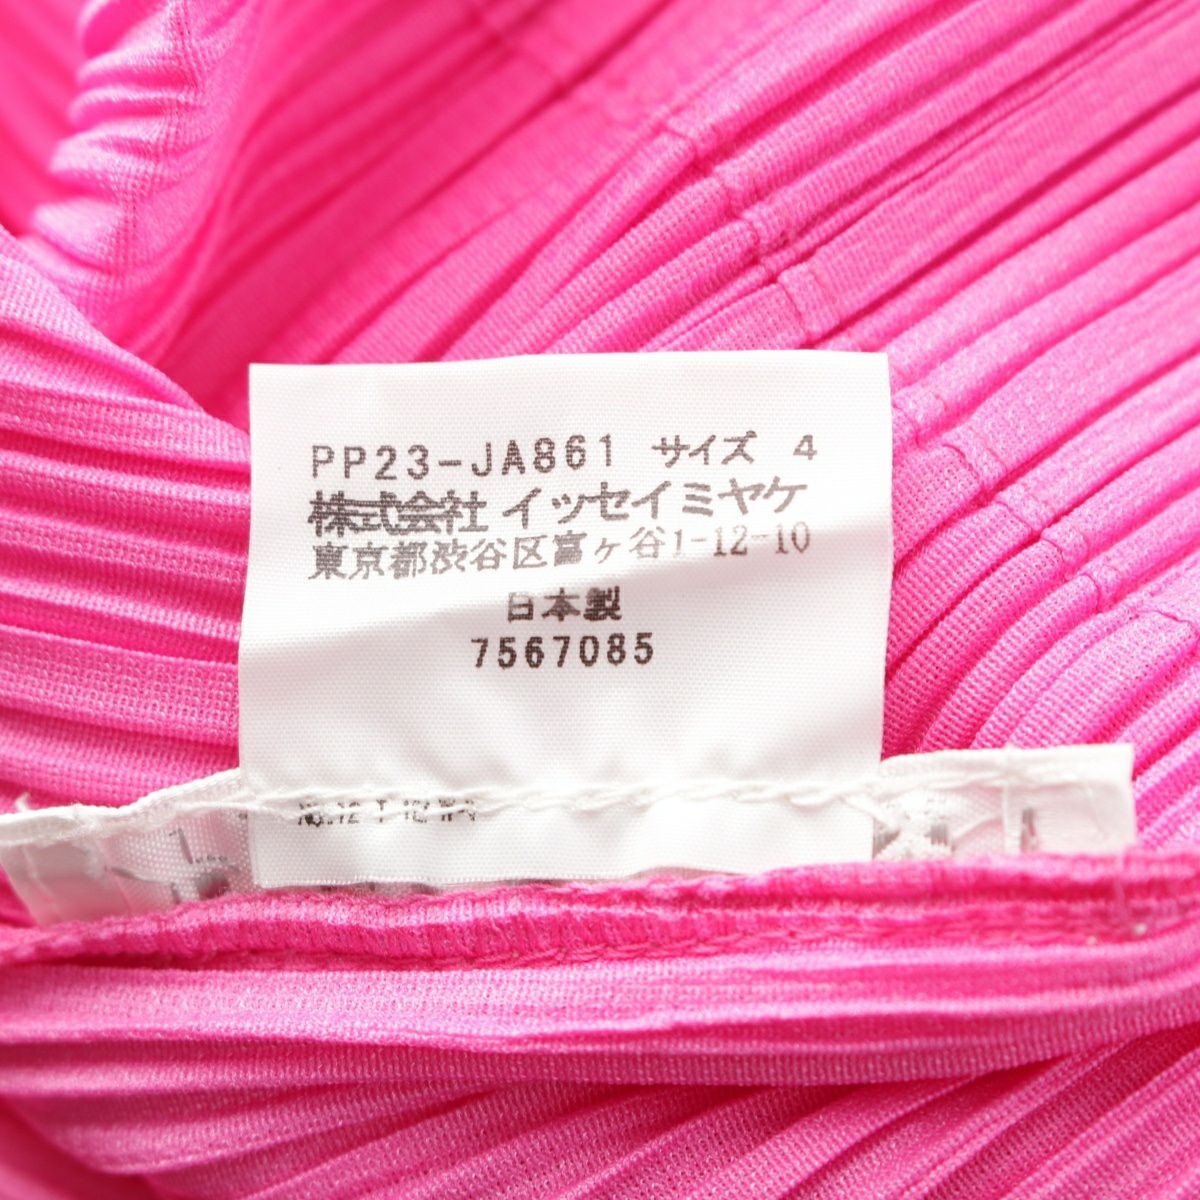 PP23-JA861 サイズ 4
株式会社 イッセイミヤケ
東京都渋谷区富ヶ谷1-12-10
日本製
7567085